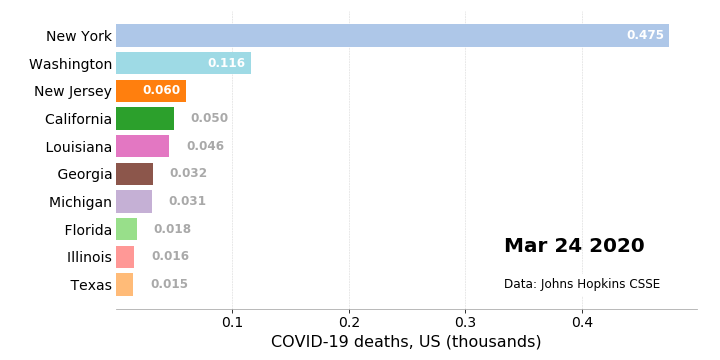 New York 0.475
Washington 0.116
New Jersey 0.060
California 0.050
Louisiana 0.046
Georgia 0.032
Michigan 0.031
Florida 0.018
Illinois 0.016
Texas 0.015
Mar 24 2020
Data: Johns Hopkins CSSE
0.1 0.2 0.3 0.4
COVID-19 deaths, US (thousands)